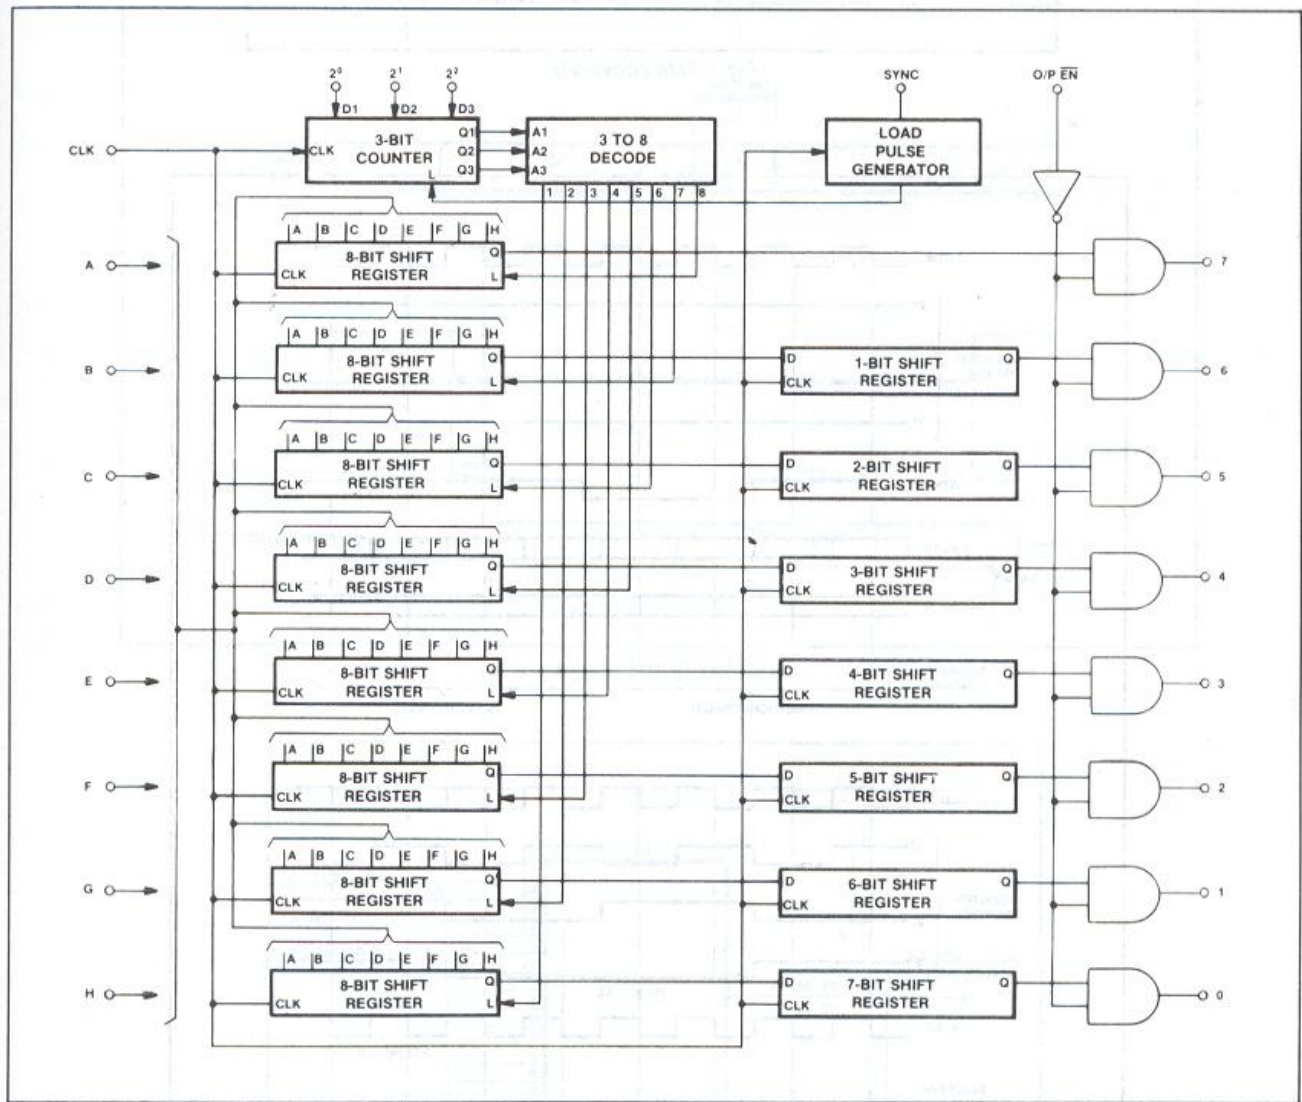 2⁰ 2¹ 2² SYNC O/P E̅N̅
D1 D2 D3
CLK
CLK 3-BIT COUNTER Q1 Q2 Q3 L
A1 A2 A3 3 TO 8 DECODE
1 2 3 4 5 6 7 8
LOAD PULSE GENERATOR
A B C D E F G H
A
8-BIT SHIFT REGISTER
CLK Q L
7
A B C D E F G H
B
8-BIT SHIFT REGISTER
CLK Q L
D CLK 1-BIT SHIFT REGISTER Q
6
A B C D E F G H
C
8-BIT SHIFT REGISTER
CLK Q L
D CLK 2-BIT SHIFT REGISTER Q
5
A B C D E F G H
D
8-BIT SHIFT REGISTER
CLK Q L
D CLK 3-BIT SHIFT REGISTER Q
4
A B C D E F G H
E
8-BIT SHIFT REGISTER
CLK Q L
D CLK 4-BIT SHIFT REGISTER Q
3
A B C D E F G H
F
8-BIT SHIFT REGISTER
CLK Q L
D CLK 5-BIT SHIFT REGISTER Q
2
A B C D E F G H
G
8-BIT SHIFT REGISTER
CLK Q L
D CLK 6-BIT SHIFT REGISTER Q
1
A B C D E F G H
H
8-BIT SHIFT REGISTER
CLK Q L
D CLK 7-BIT SHIFT REGISTER Q
0